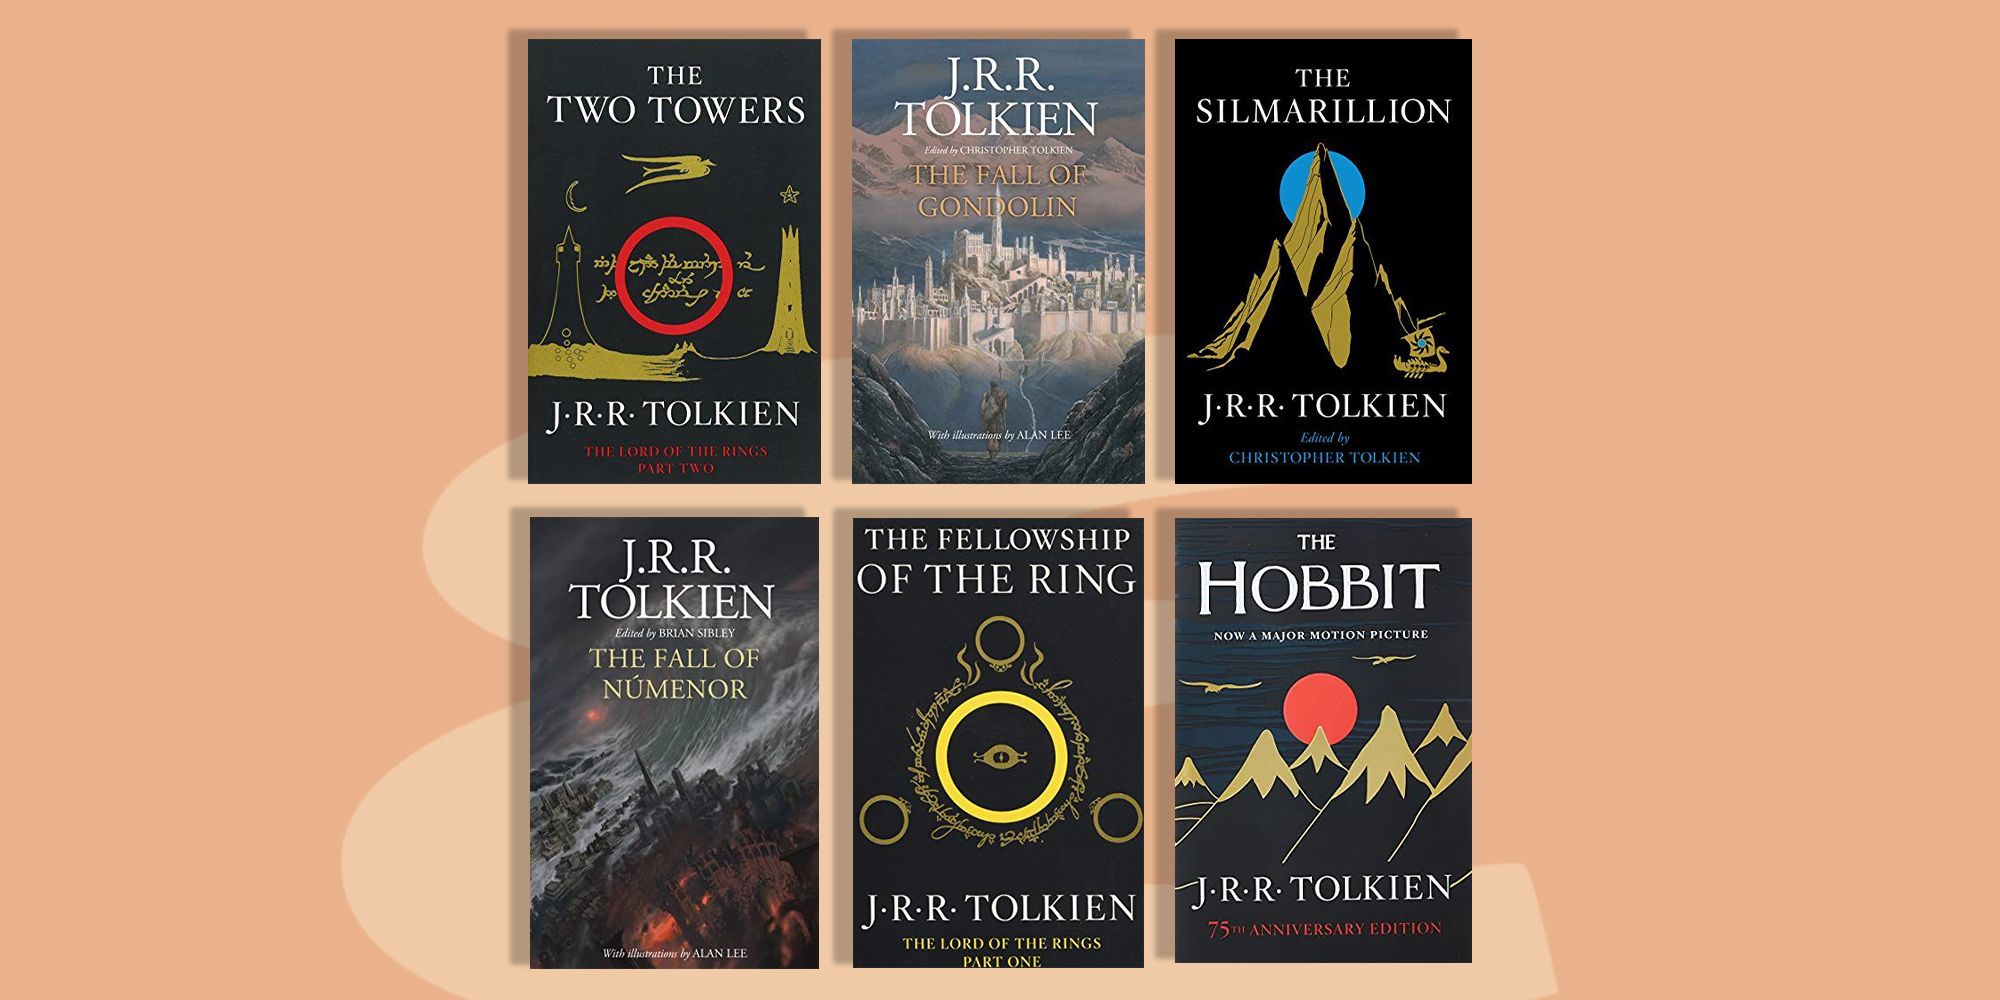 THE
TWO TOWERS
J·R·R· TOLKIEN
THE LORD OF THE RINGS
PART TWO
J.R.R.
TOLKIEN
Edited by CHRISTOPHER TOLKIEN
THE FALL OF
GONDOLIN
With illustrations by ALAN LEE
THE
SILMARILLION
J·R·R· TOLKIEN
Edited by
CHRISTOPHER TOLKIEN
J.R.R.
TOLKIEN
Edited by BRIAN SIBLEY
THE FALL OF
NÚMENOR
With illustrations by ALAN LEE
THE FELLOWSHIP
OF THE RING
J·R·R· TOLKIEN
THE LORD OF THE RINGS
PART ONE
THE
HOBBIT
NOW A MAJOR MOTION PICTURE
J·R·R· TOLKIEN
75TH ANNIVERSARY EDITION